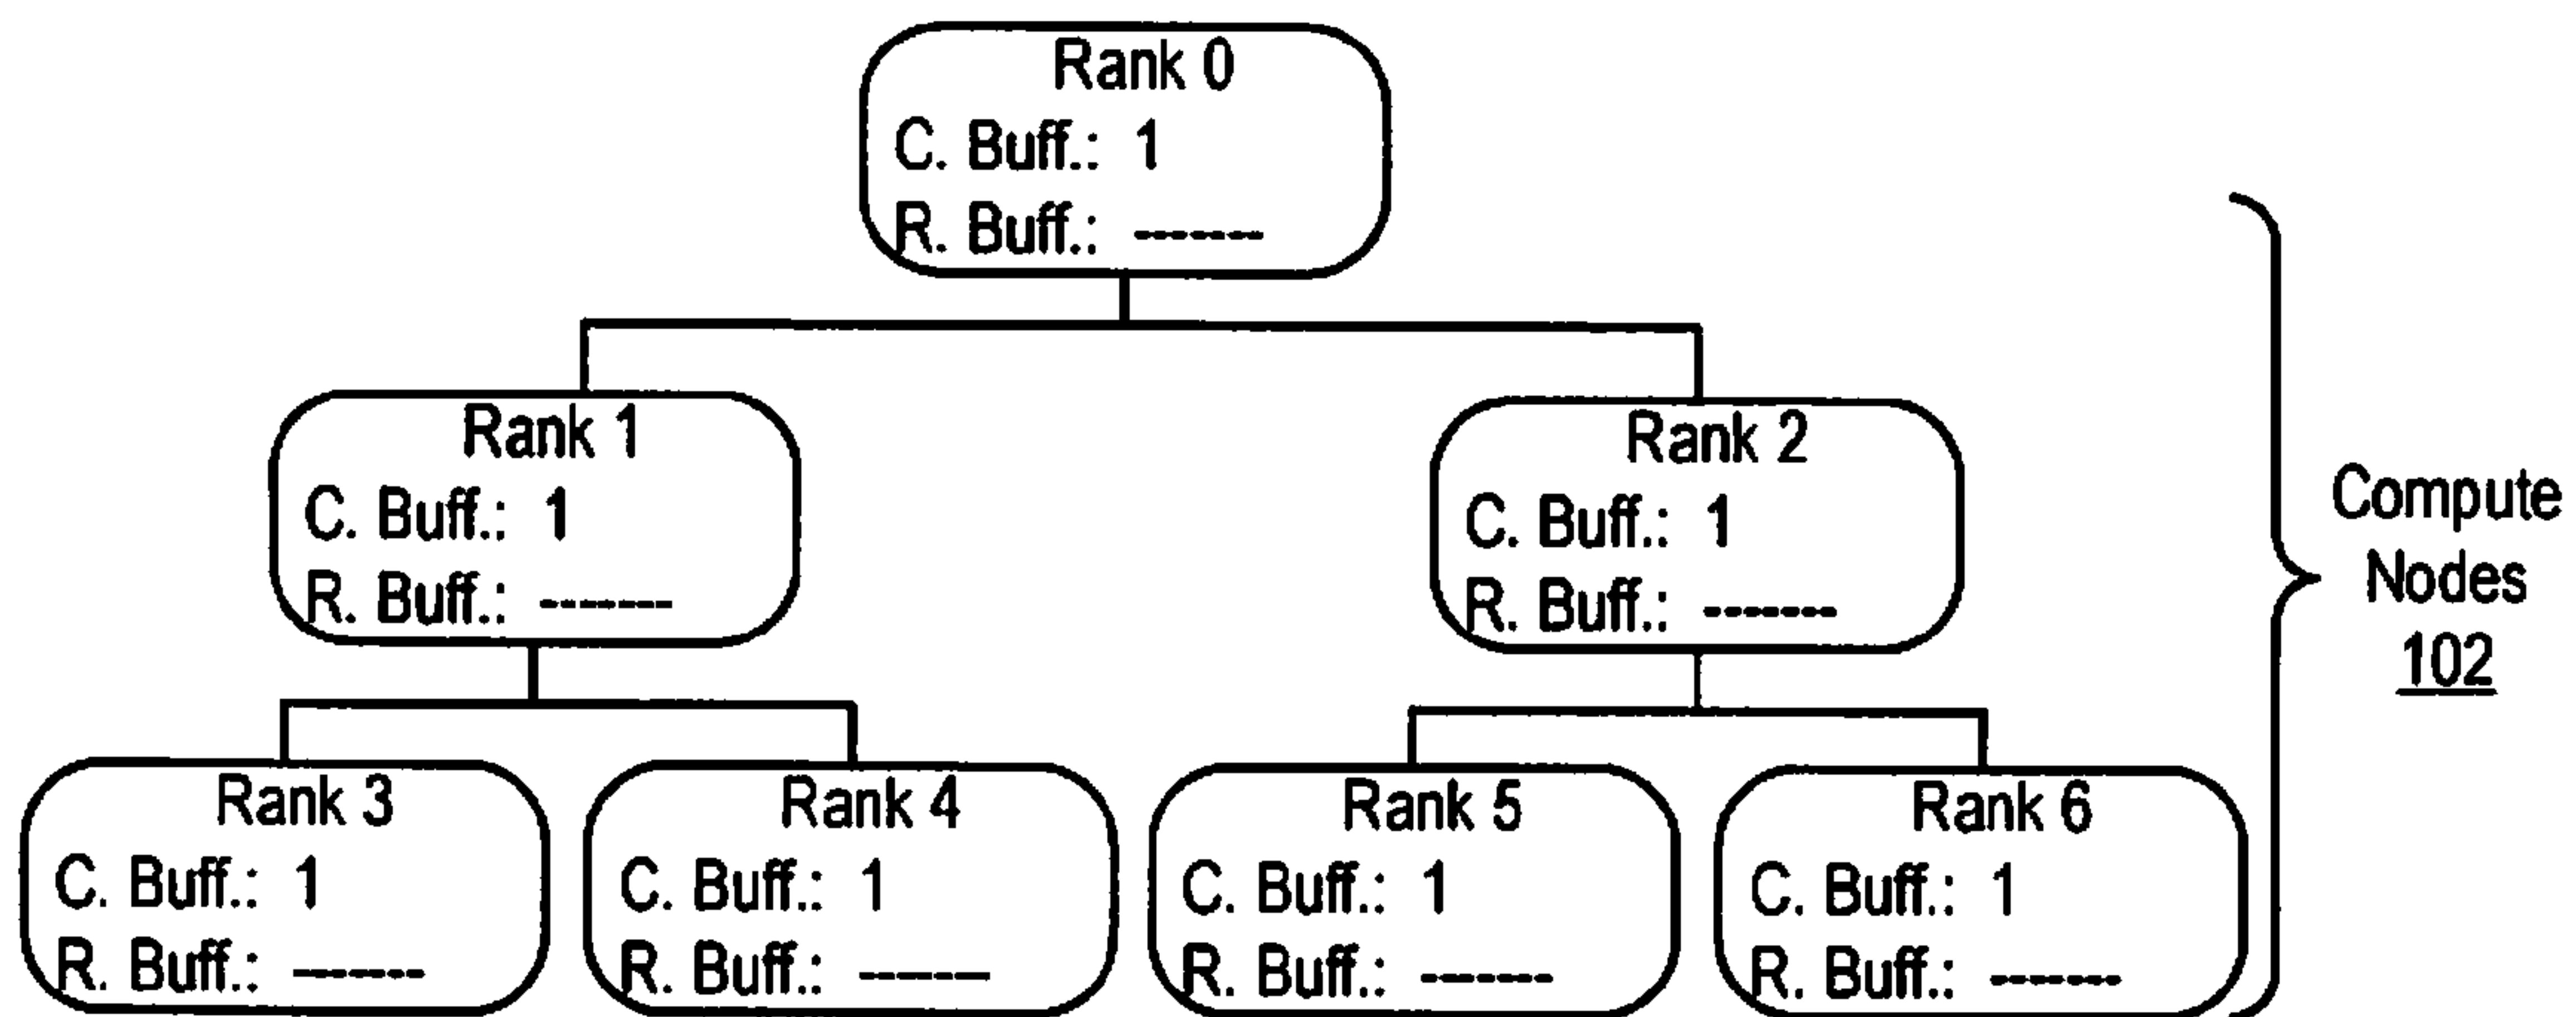 Rank 0
C. Buff.: 1
R. Buff.: -------
Rank 1
C. Buff.: 1
R. Buff.: -------
Rank 2
C. Buff.: 1
R. Buff.: -------
Rank 3
C. Buff.: 1
R. Buff.: -------
Rank 4
C. Buff.: 1
R. Buff.: -------
Rank 5
C. Buff.: 1
R. Buff.: -------
Rank 6
C. Buff.: 1
R. Buff.: -------
Compute
Nodes
102